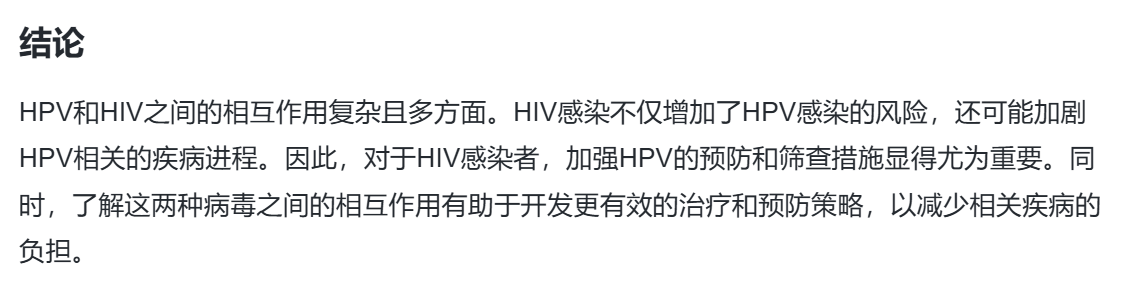 结论
HPV和HIV之间的相互作用复杂且多方面。HIV感染不仅增加了HPV感染的风险，还可能加剧
HPV相关的疾病进程。因此，对于HIV感染者，加强HPV的预防和筛查措施显得尤为重要。同
时，了解这两种病毒之间的相互作用有助于开发更有效的治疗和预防策略，以减少相关疾病的
负担。